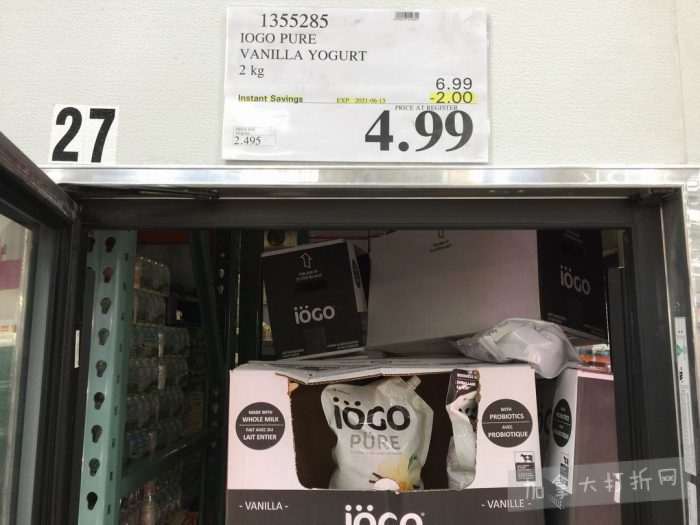 1355285
IOGO PURE
VANILLA YOGURT
2 kg
6.99
Instant Savings EXP. 2021-06-13 -2.00
PRICE AT REGISTER
4.99
2.495
27
iÖGO
iÖGO
MADE WITH
WHOLE MILK
FAIT AVEC DU
LAIT ENTIER
iÖGO
PÜRE
WITH
PROBIOTICS
AVEC
PROBIOTIQUE
- VANILLA -
- VANILLE -
iÖGO
加拿大打折网